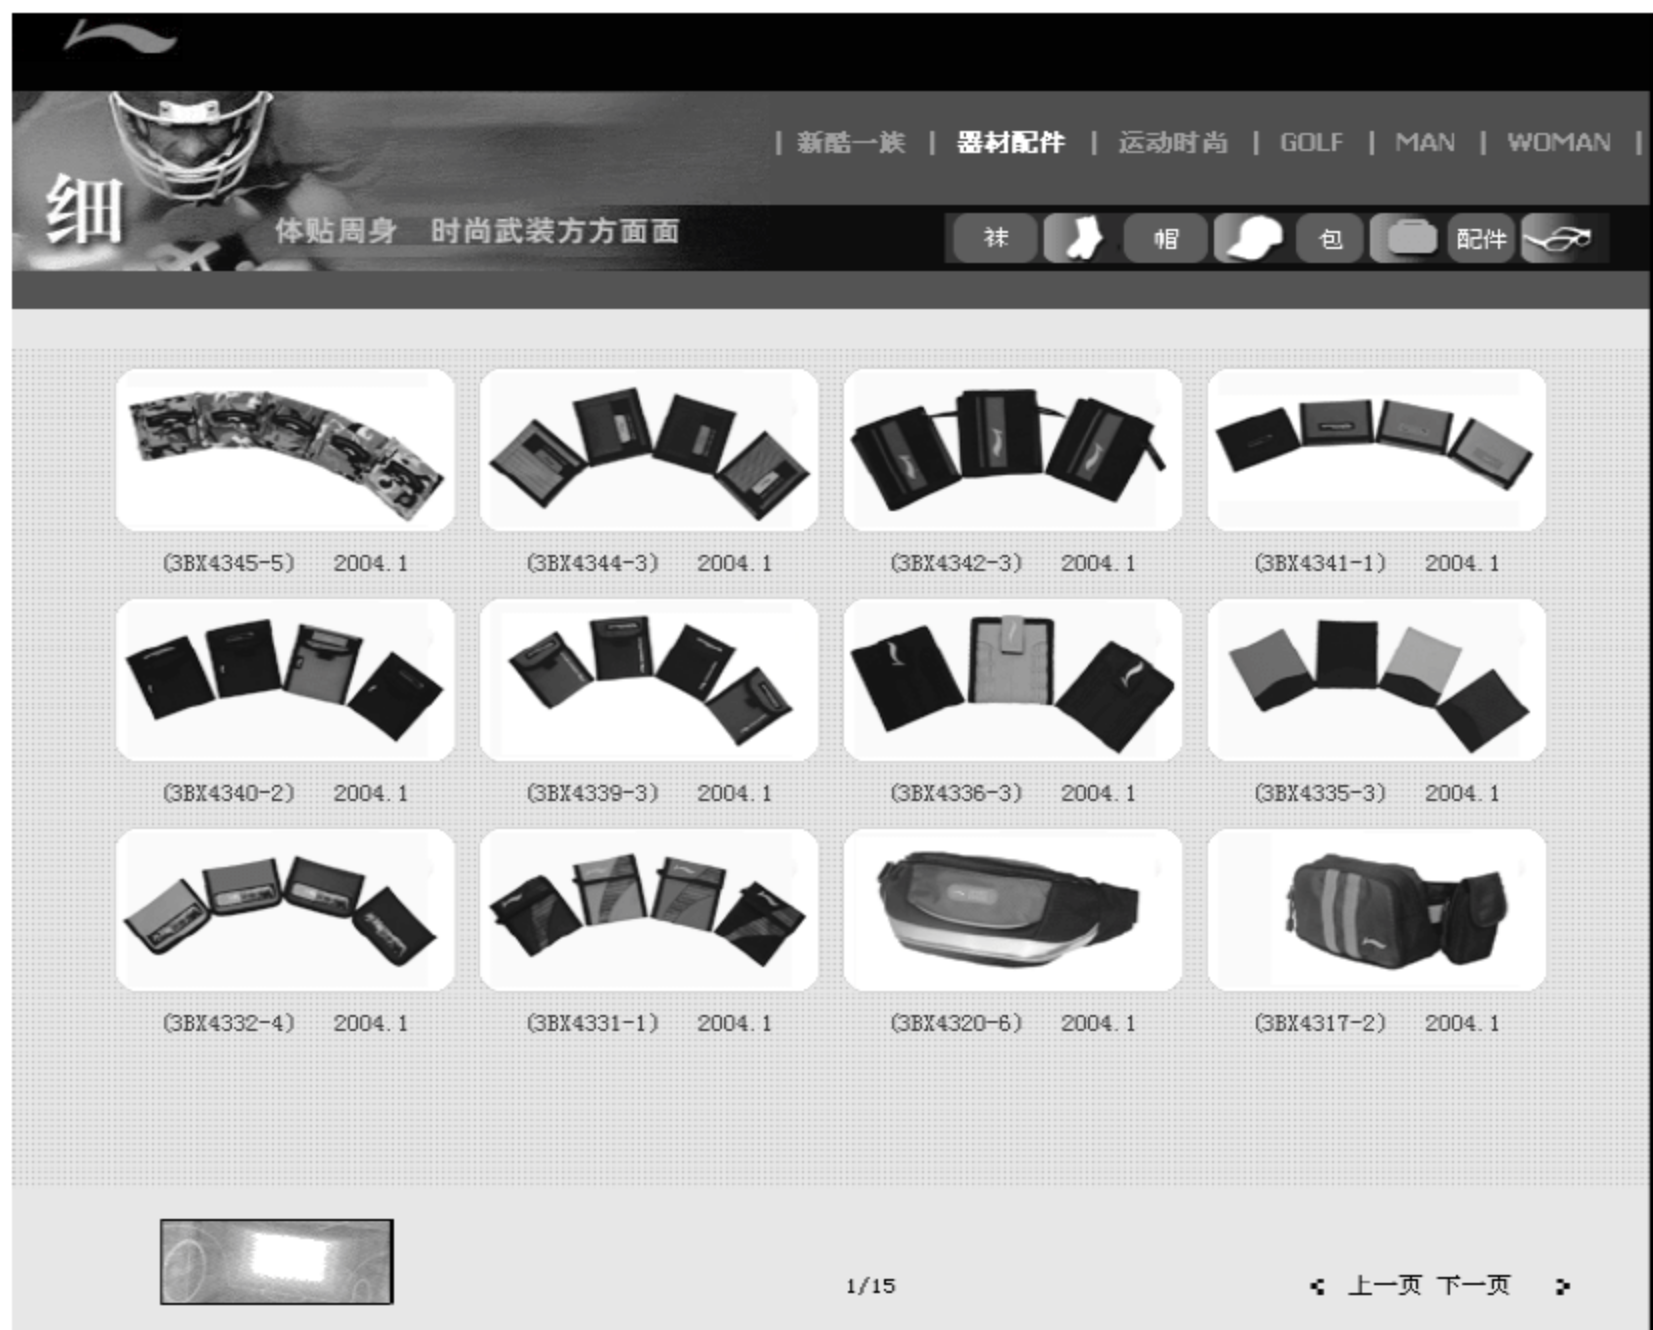 | 新酷一族 | 器材配件 | 运动时尚 | GOLF | MAN | WOMAN |
细
体贴周身 时尚武装方方面面
袜 帽 包 配件
(3BX4345-5) 2004.1 (3BX4344-3) 2004.1 (3BX4342-3) 2004.1 (3BX4341-1) 2004.1
(3BX4340-2) 2004.1 (3BX4339-3) 2004.1 (3BX4336-3) 2004.1 (3BX4335-3) 2004.1
(3BX4332-4) 2004.1 (3BX4331-1) 2004.1 (3BX4320-6) 2004.1 (3BX4317-2) 2004.1
1/15 < 上一页 下一页 >